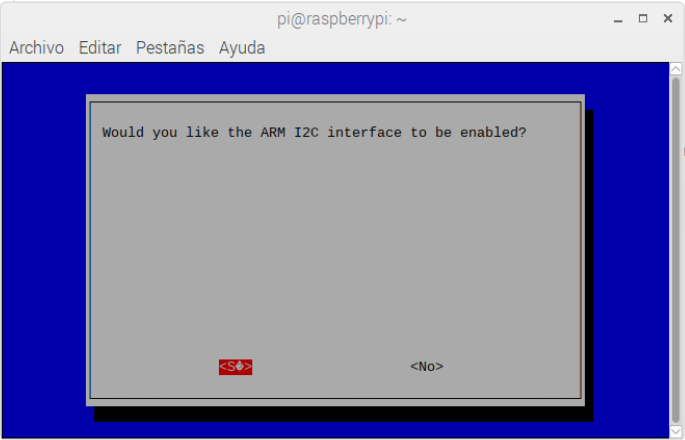 pi@raspberrypi: ~
Archivo Editar Pestañas Ayuda
Would you like the ARM I2C interface to be enabled?
<S�> <No>